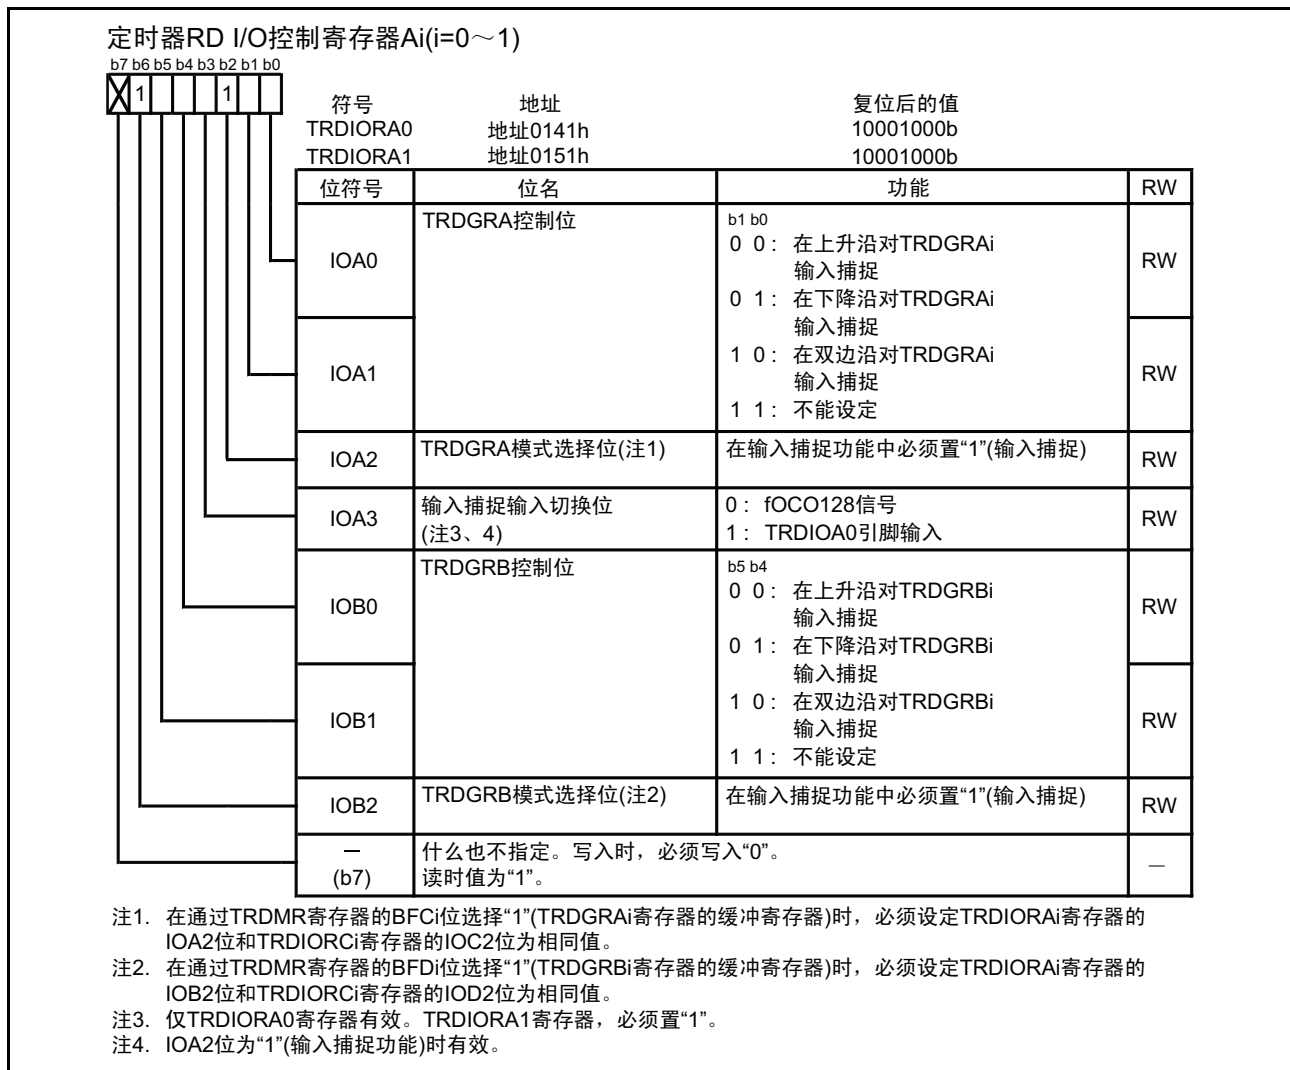 定时器RD I/O控制寄存器Ai(i=0～1)
b7 b6 b5 b4 b3 b2 b1 b0
1 1
符号 地址 复位后的值
TRDIORA0 地址0141h 10001000b
TRDIORA1 地址0151h 10001000b
位符号 位名 功能 RW
IOA0 TRDGRA控制位 b1 b0
0 0： 在上升沿对TRDGRAi
输入捕捉 RW
0 1： 在下降沿对TRDGRAi
输入捕捉
IOA1 1 0： 在双边沿对TRDGRAi
输入捕捉 RW
1 1： 不能设定
IOA2 TRDGRA模式选择位(注1) 在输入捕捉功能中必须置“1”(输入捕捉) RW
IOA3 输入捕捉输入切换位
(注3、4) 0： fOCO128信号
1： TRDIOA0引脚输入 RW
IOB0 TRDGRB控制位 b5 b4
0 0： 在上升沿对TRDGRBi
输入捕捉 RW
0 1： 在下降沿对TRDGRBi
输入捕捉
IOB1 1 0： 在双边沿对TRDGRBi
输入捕捉 RW
1 1： 不能设定
IOB2 TRDGRB模式选择位(注2) 在输入捕捉功能中必须置“1”(输入捕捉) RW
—
(b7) 什么也不指定。写入时，必须写入“0”。
读时值为“1”。 —
注1. 在通过TRDMR寄存器的BFCi位选择“1”(TRDGRAi寄存器的缓冲寄存器)时，必须设定TRDIORAi寄存器的
IOA2位和TRDIORCi寄存器的IOC2位为相同值。
注2. 在通过TRDMR寄存器的BFDi位选择“1”(TRDGRBi寄存器的缓冲寄存器)时，必须设定TRDIORAi寄存器的
IOB2位和TRDIORCi寄存器的IOD2位为相同值。
注3. 仅TRDIORA0寄存器有效。TRDIORA1寄存器，必须置“1”。
注4. IOA2位为“1”(输入捕捉功能)时有效。